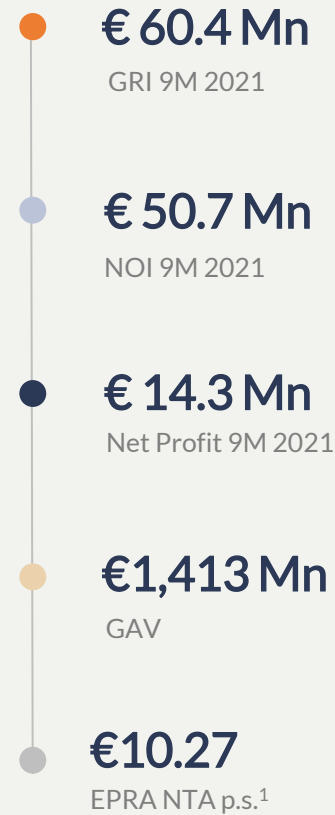 € 60.4 Mn
GRI 9M 2021
€ 50.7 Mn
NOI 9M 2021
€ 14.3 Mn
Net Profit 9M 2021
€1,413 Mn
GAV
€10.27
EPRA NTA p.s.¹